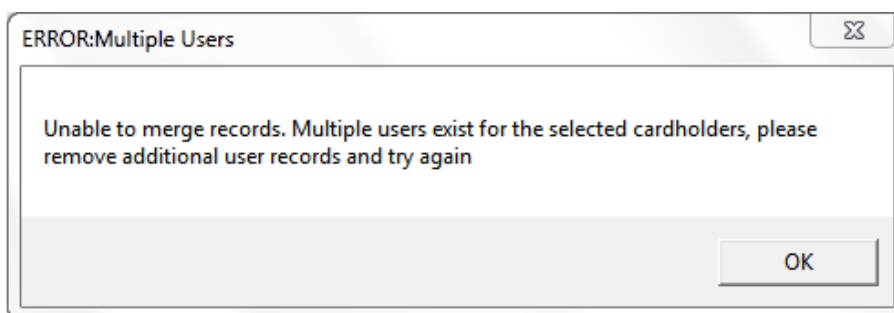 ERROR:Multiple Users
Unable to merge records. Multiple users exist for the selected cardholders, please
remove additional user records and try again
OK